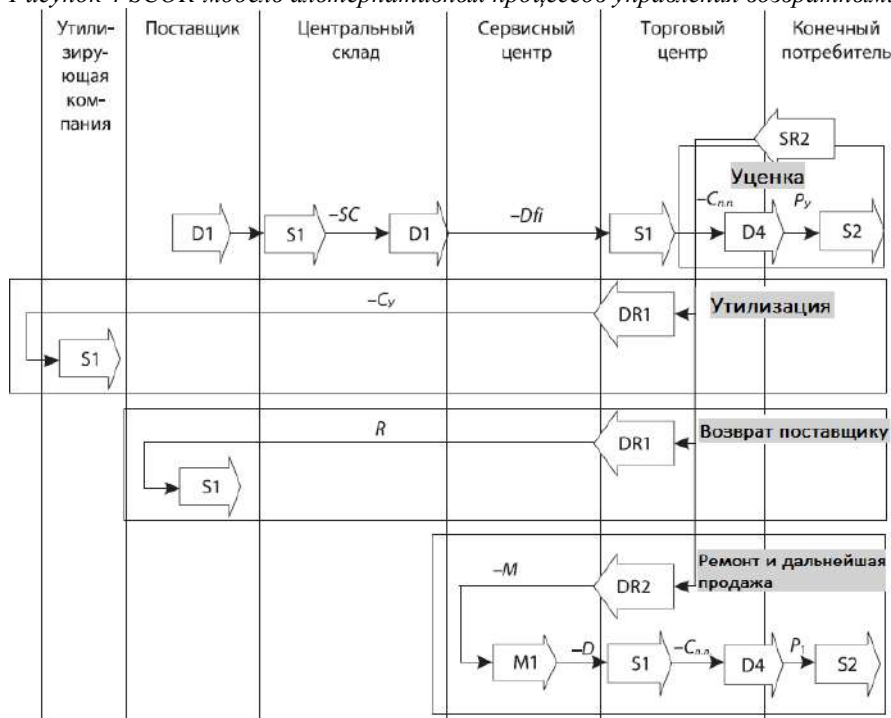 Рисунок 4 SCOR-модель альтернативных процессов управления возвратными
Утили-
зиру-
ющая
ком-
пания
Поставщик
Центральный
склад
Сервисный
центр
Торговый
центр
Конечный
потребитель
SR2
Уценка
D1
S1
–SC
D1
–Dfi
S1
–Cп.п
D4
Pу
S2
–Cу
DR1
Утилизация
S1
R
DR1
Возврат поставщику
S1
–M
DR2
Ремонт и дальнейшая
продажа
M1
–D
S1
–Cп.п
D4
P1
S2